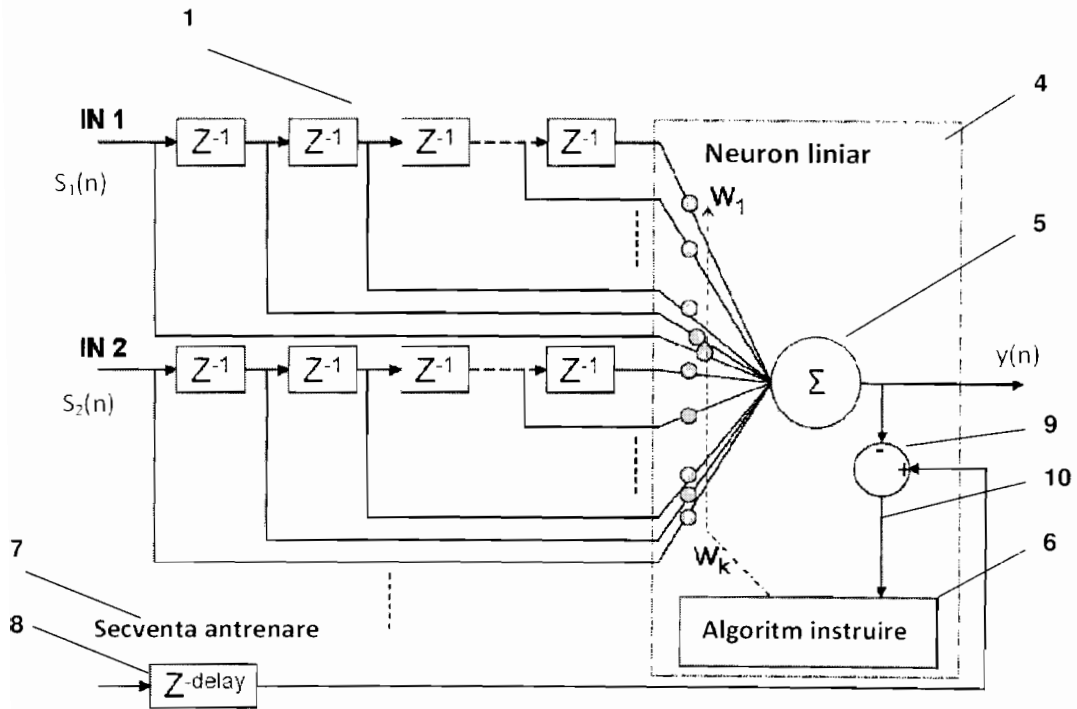 1
4
IN 1
Z-1 Z-1 Z-1 Z-1
S1(n)
Neuron liniar
W1
5
IN 2
Z-1 Z-1 Z-1 Z-1
S2(n)
Σ
y(n)
9
-
+
10
7
Wk
6
Secventa antrenare
Algoritm instruire
8
Z-delay